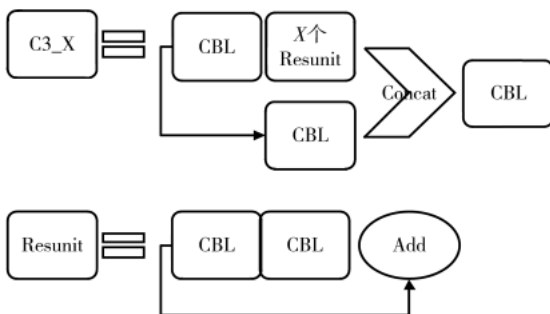 C3_X
CBL
X个
Resunit
CBL
Concat
CBL
Resunit
CBL
CBL
Add